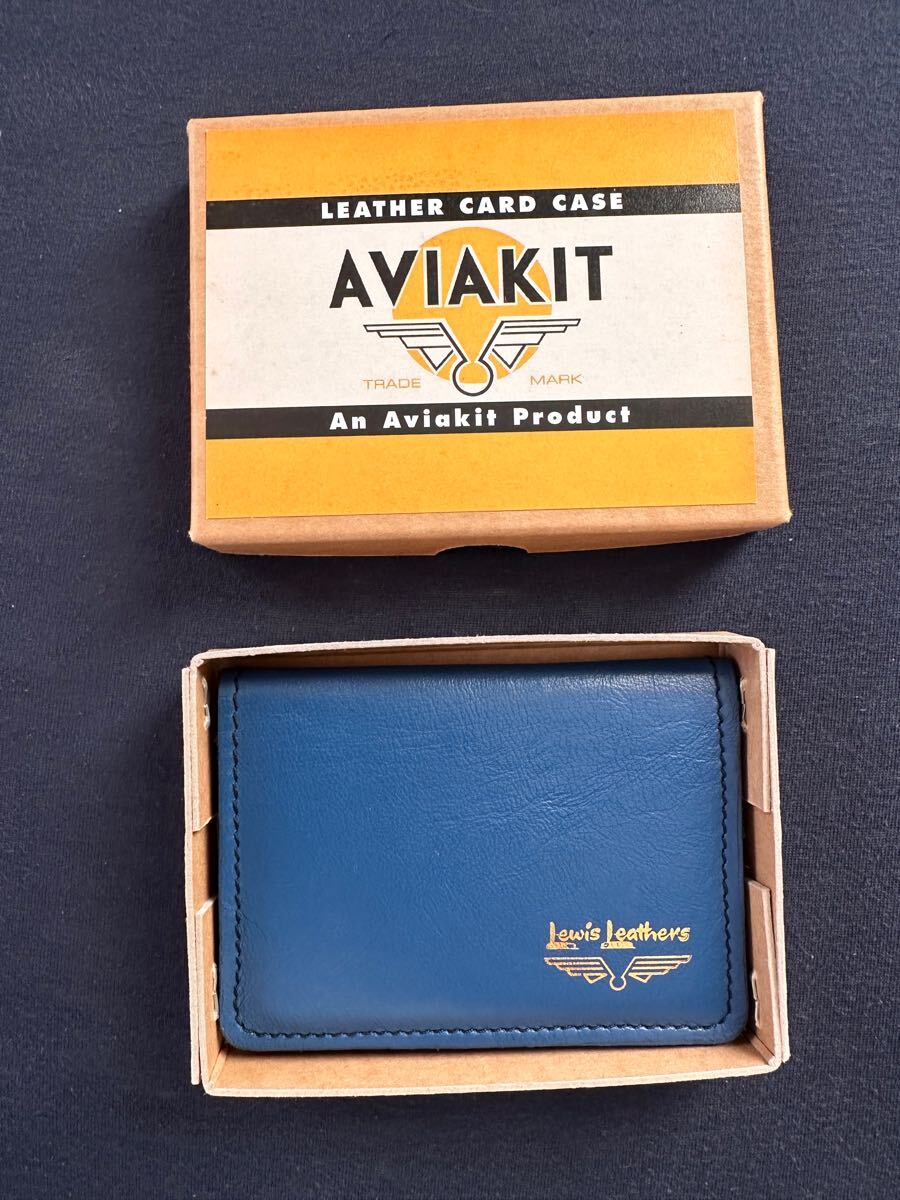 LEATHER CARD CASE
AVIAKIT
TRADE MARK
An Aviakit Product
Lewis Leathers